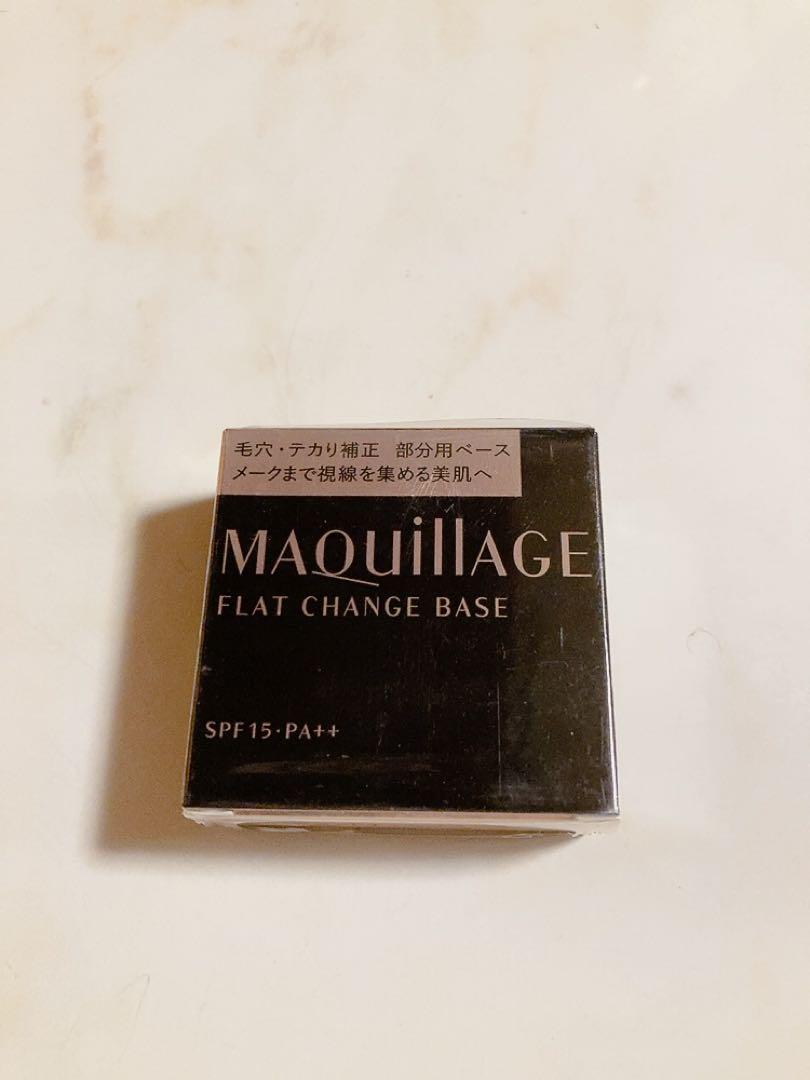 毛穴・テカリ補正 部分用ベース
メークまで視線を集める美肌へ
MAQuillAGE
FLAT CHANGE BASE
SPF15・PA++